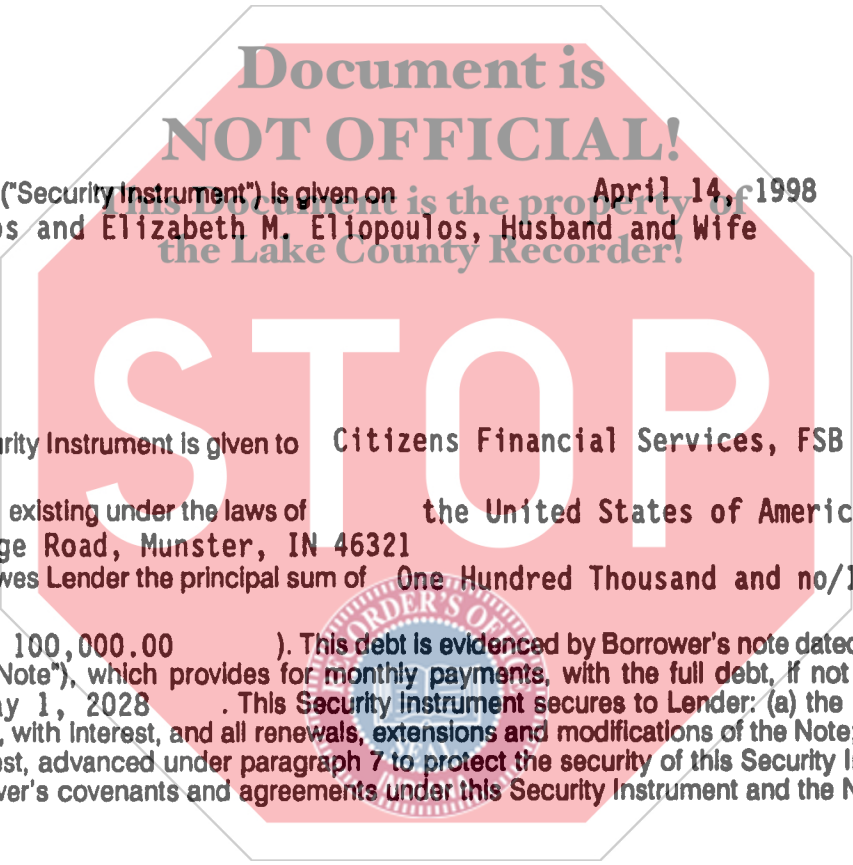 Document is
NOT OFFICIAL!
("Security Instrument") is given on April 14, 1998
This Document is the property of
os and Elizabeth M. Eliopoulos, Husband and Wife
the Lake County Recorder!
STOP
urity Instrument is given to Citizens Financial Services, FSB
existing under the laws of the United States of Americ
ge Road, Munster, IN 46321
wes Lender the principal sum of One Hundred Thousand and no/1
RECORDER'S OFFICE
100,000.00 ). This debt is evidenced by Borrower's note dated
Note"), which provides for monthly payments, with the full debt, if not
ay 1, 2028 . This Security Instrument secures to Lender: (a) the
, with interest, and all renewals, extensions and modifications of the Note;
SEAL
est, advanced under paragraph 7 to protect the security of this Security I
INDIANA
wer's covenants and agreements under this Security Instrument and the N